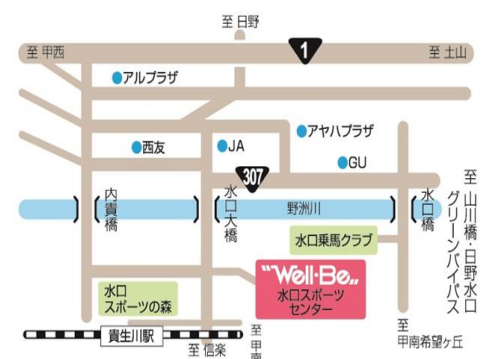 至 日野
至 甲西
1
至 土山
アルプラザ
アヤハプラザ
西友
JA
GU
307
至 山川橋・日野水口
グリーンバイパス
内貴橋
水口大橋
野洲川
水口橋
水口乗馬クラブ
"Well・Be"
水口スポーツ
センター
水口
スポーツの森
貴生川駅
至 信楽
至 甲南
至
甲南希望ヶ丘